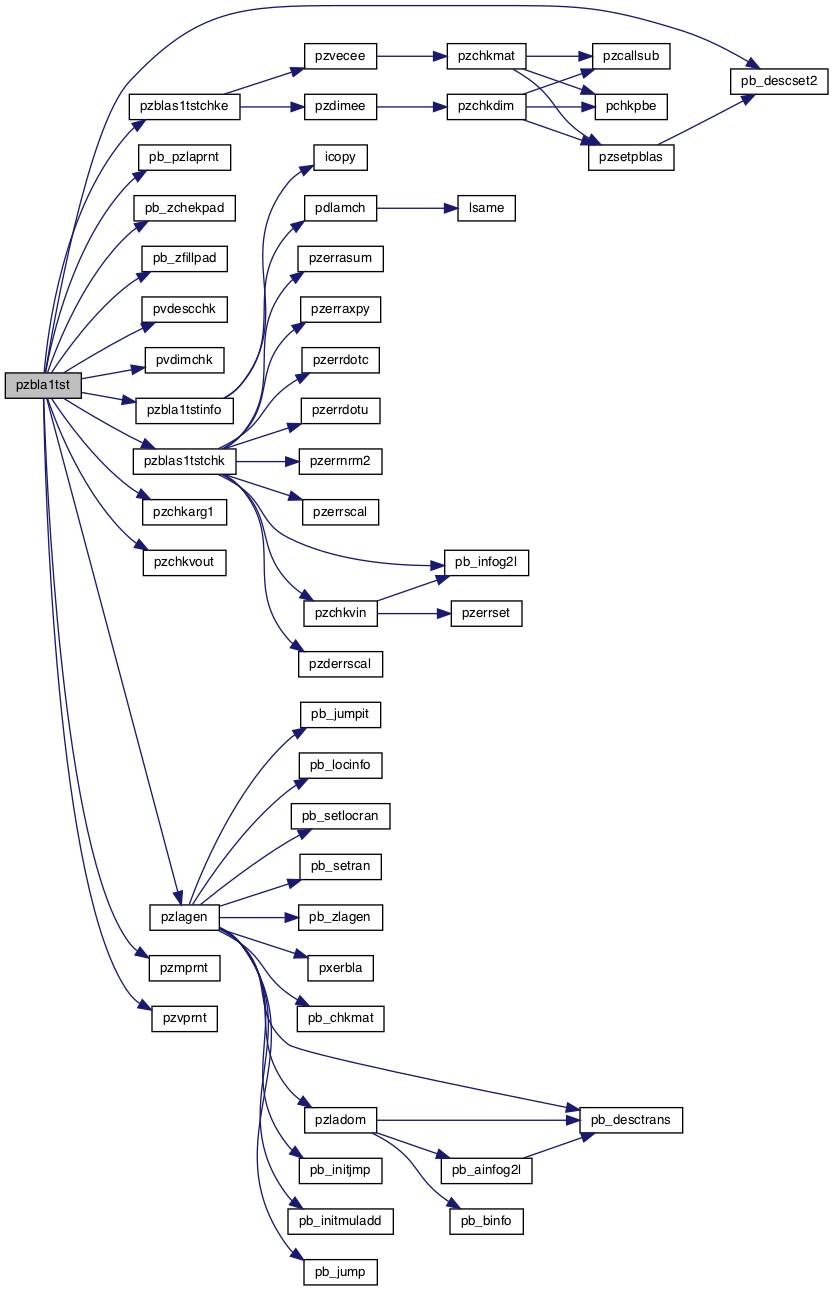 pzvecee
pzchkmat
pzcallsub
pb_descset2
pzblas1tstchke
pzdimee
pzchkdim
pchkpbe
pb_pzlaprnt
icopy
pzsetpblas
pb_zchekpad
pdlamch
lsame
pb_zfillpad
pzerrasum
pvdescchk
pzerraxpy
pvdimchk
pzerrdotc
pzbla1tst
pzbla1tstinfo
pzerrdotu
pzblas1tstchk
pzerrnrm2
pzchkarg1
pzerrscal
pzchkvout
pb_infog2l
pzchkvin
pzerrset
pzderrscal
pb_jumpit
pb_locinfo
pb_setlocran
pb_setran
pzlagen
pb_zlagen
pzmprnt
pxerbla
pzvprnt
pb_chkmat
pzladom
pb_desctrans
pb_initjmp
pb_ainfog2l
pb_initmuladd
pb_binfo
pb_jump